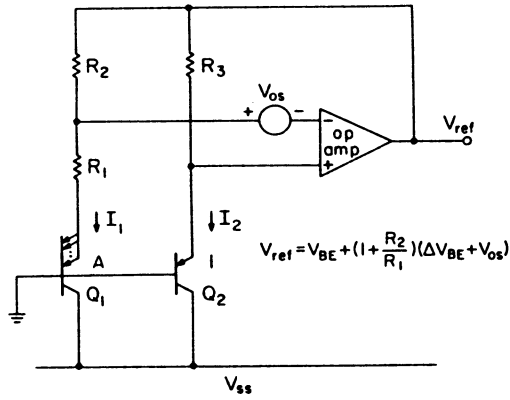 R2
R3
Vos
+ -
-
op
amp
+
Vref
R1
I1
I2
Vref = VBE + (1 + R2/R1)(ΔVBE + Vos)
A
1
Q1
Q2
Vss